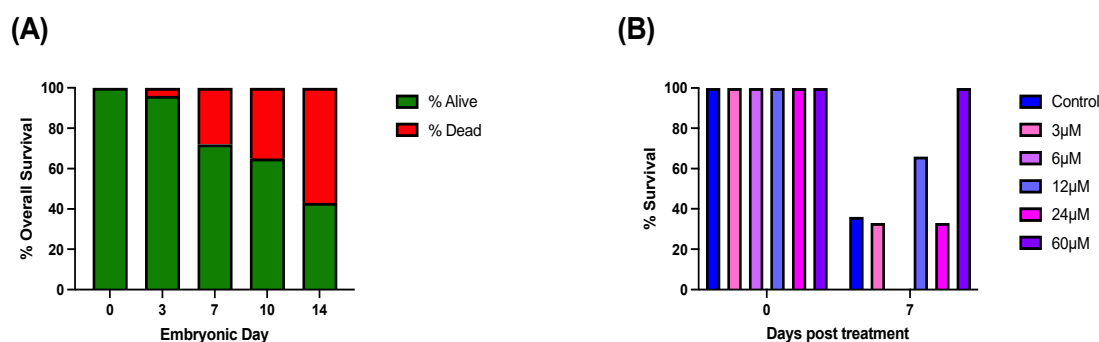 (A)
% Overall Survival
100
80
60
40
20
0
0 3 7 10 14
Embryonic Day
% Alive
% Dead
(B)
% Survival
100
80
60
40
20
0
0 7
Days post treatment
Control
3μM
6μM
12μM
24μM
60μM